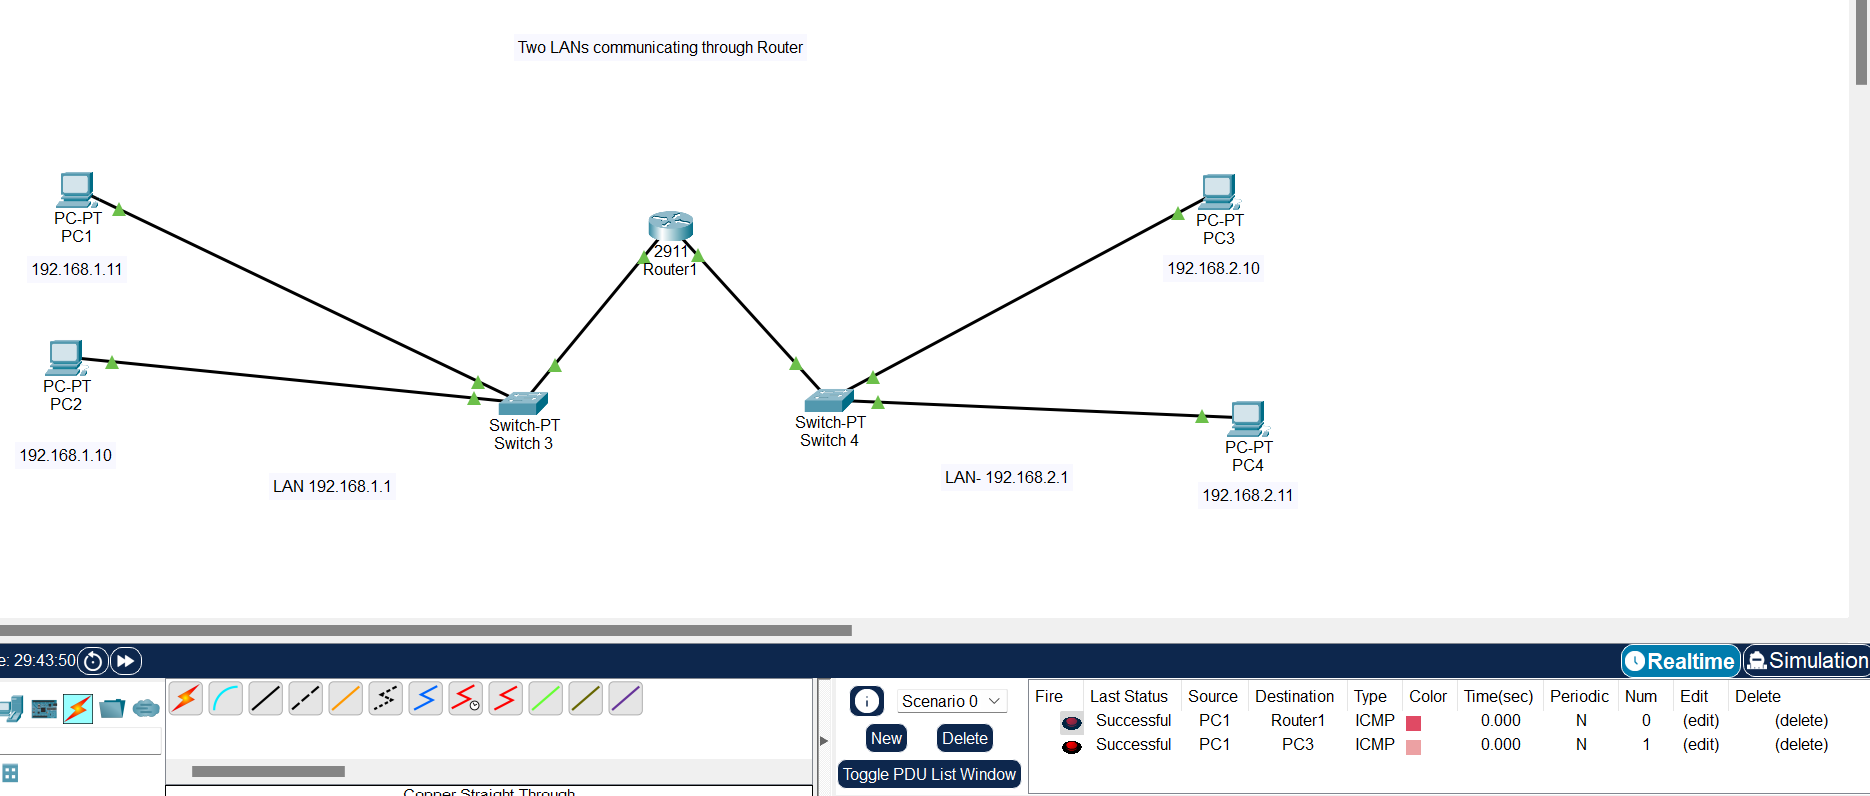 Two LANs communicating through Router
PC-PT
PC1
192.168.1.11
PC-PT
PC2
192.168.1.10
LAN 192.168.1.1
Switch-PT
Switch 3
2911
Router1
Switch-PT
Switch 4
LAN- 192.168.2.1
PC-PT
PC3
192.168.2.10
PC-PT
PC4
192.168.2.11
e: 29:43:50
Realtime
Simulation
Scenario 0
New
Delete
Toggle PDU List Window
Fire Last Status Source Destination Type Color Time(sec) Periodic Num Edit Delete
Successful PC1 Router1 ICMP 0.000 N 0 (edit) (delete)
Successful PC1 PC3 ICMP 0.000 N 1 (edit) (delete)
Copper Straight Through